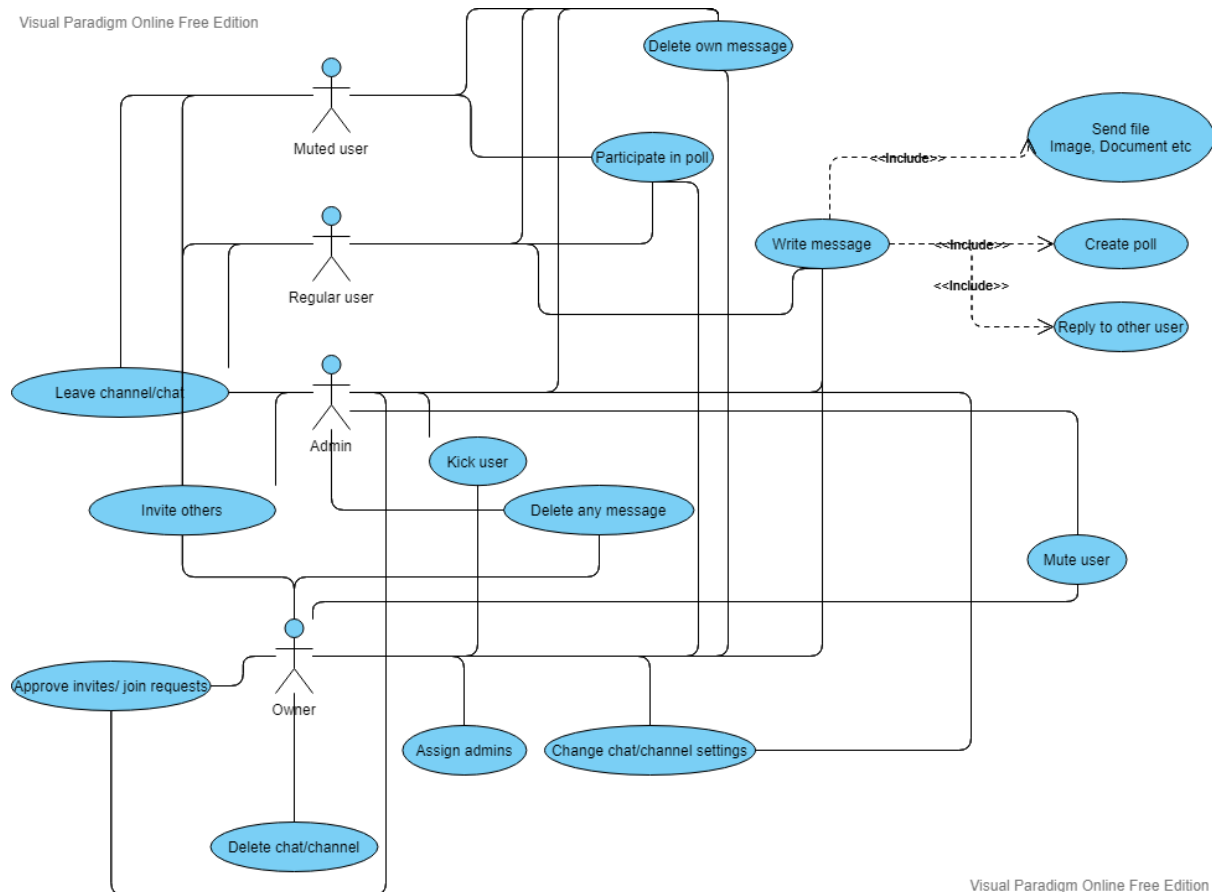 Visual Paradigm Online Free Edition
Delete own message
Muted user
Participate in poll
Send file
Image, Document etc
<<Include>>
Regular user
Write message
<<Include>>
Create poll
<<Include>>
Reply to other user
Leave channel/chat
Admin
Kick user
Invite others
Delete any message
Mute user
Approve invites/ join requests
Owner
Assign admins
Change chat/channel settings
Delete chat/channel
Visual Paradigm Online Free Edition